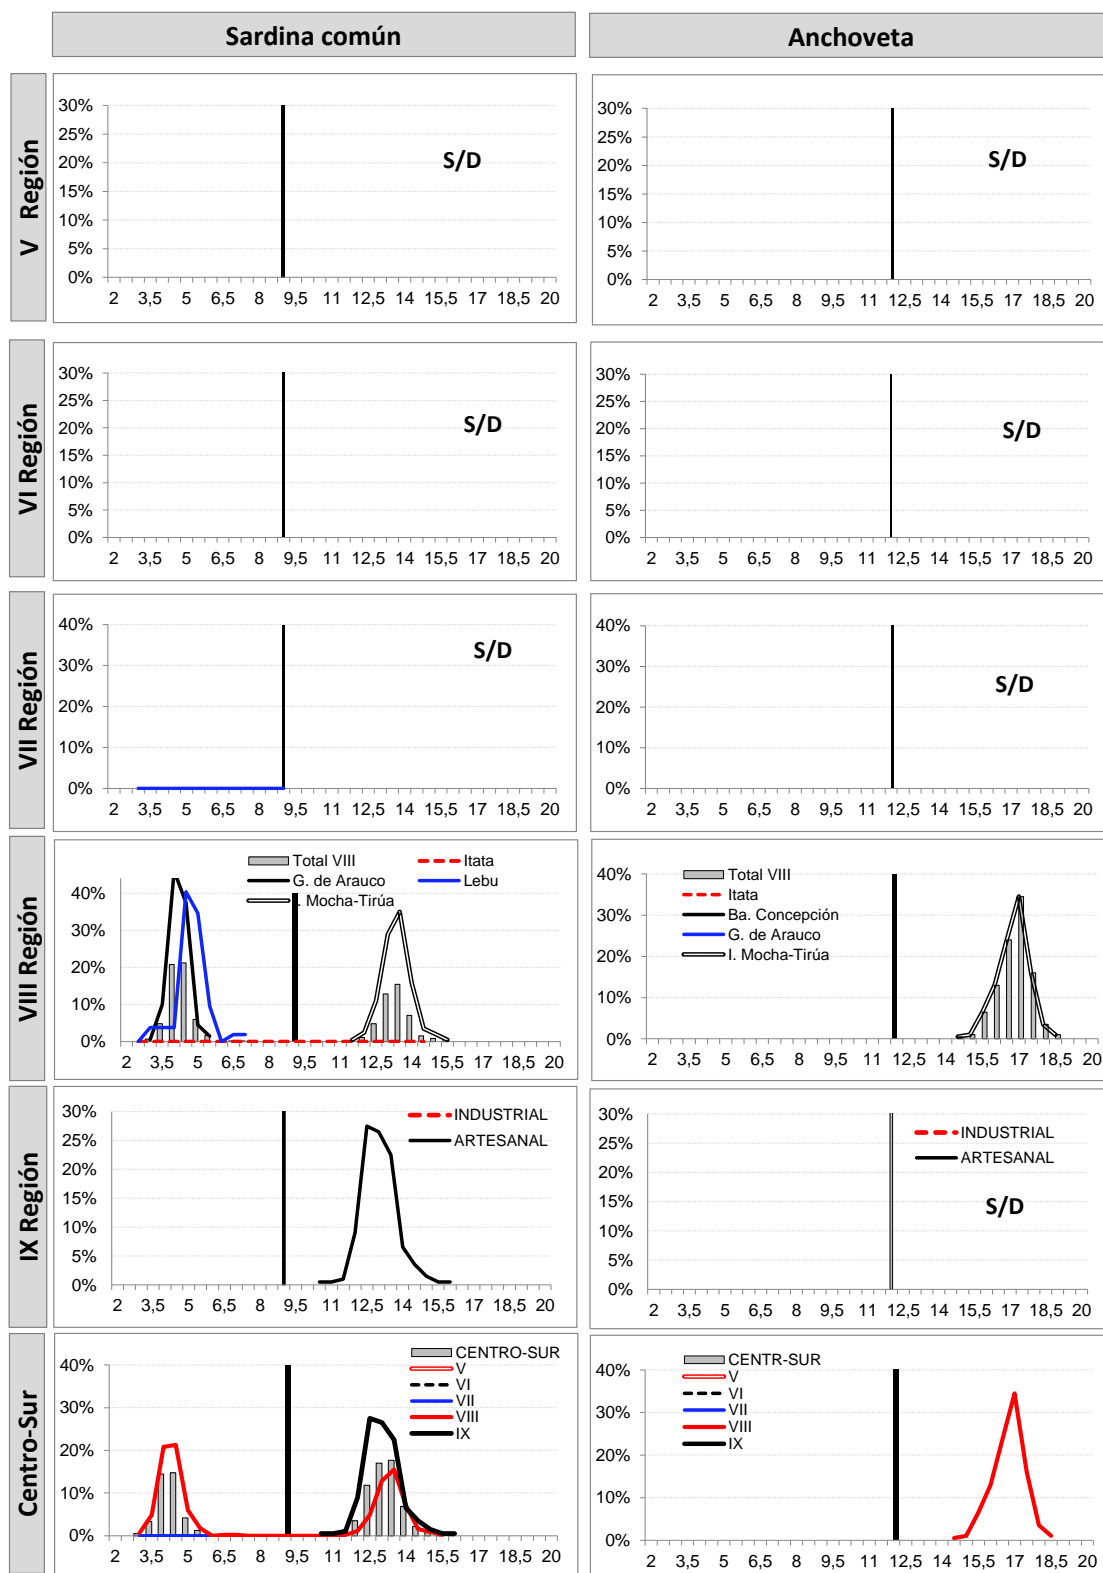 Sardina común
Anchoveta
V Región
30%
25%
20%
15%
10%
5%
0%
S/D
2 3,5 5 6,5 8 9,5 11 12,5 14 15,5 17 18,5 20
30%
25%
20%
15%
10%
5%
0%
S/D
2 3,5 5 6,5 8 9,5 11 12,5 14 15,5 17 18,5 20
VI Región
30%
25%
20%
15%
10%
5%
0%
S/D
2 3,5 5 6,5 8 9,5 11 12,5 14 15,5 17 18,5 20
30%
25%
20%
15%
10%
5%
0%
S/D
2 3,5 5 6,5 8 9,5 11 12,5 14 15,5 17 18,5 20
VII Región
40%
30%
20%
10%
0%
S/D
2 3,5 5 6,5 8 9,5 11 12,5 14 15,5 17 18,5 20
40%
30%
20%
10%
0%
S/D
2 3,5 5 6,5 8 9,5 11 12,5 14 15,5 17 18,5 20
VIII Región
Total VIII Itata
G. de Arauco Lebu
. Mocha-Tirúa
40%
30%
20%
10%
0%
2 3,5 5 6,5 8 9,5 11 12,5 14 15,5 17 18,5 20
Total VIII
Itata
Ba. Concepción
G. de Arauco
I. Mocha-Tirúa
40%
30%
20%
10%
0%
2 3,5 5 6,5 8 9,5 11 12,5 14 15,5 17 18,5 20
IX Región
INDUSTRIAL
ARTESANAL
30%
25%
20%
15%
10%
5%
0%
2 3,5 5 6,5 8 9,5 11 12,5 14 15,5 17 18,5 20
INDUSTRIAL
ARTESANAL
S/D
30%
25%
20%
15%
10%
5%
0%
2 3,5 5 6,5 8 9,5 11 12,5 14 15,5 17 18,5 20
Centro-Sur
CENTRO-SUR
V
VI
VII
VIII
IX
40%
30%
20%
10%
0%
2 3,5 5 6,5 8 9,5 11 12,5 14 15,5 17 18,5 20
CENTR-SUR
V
VI
VII
VIII
IX
40%
30%
20%
10%
0%
2 3,5 5 6,5 8 9,5 11 12,5 14 15,5 17 18,5 20